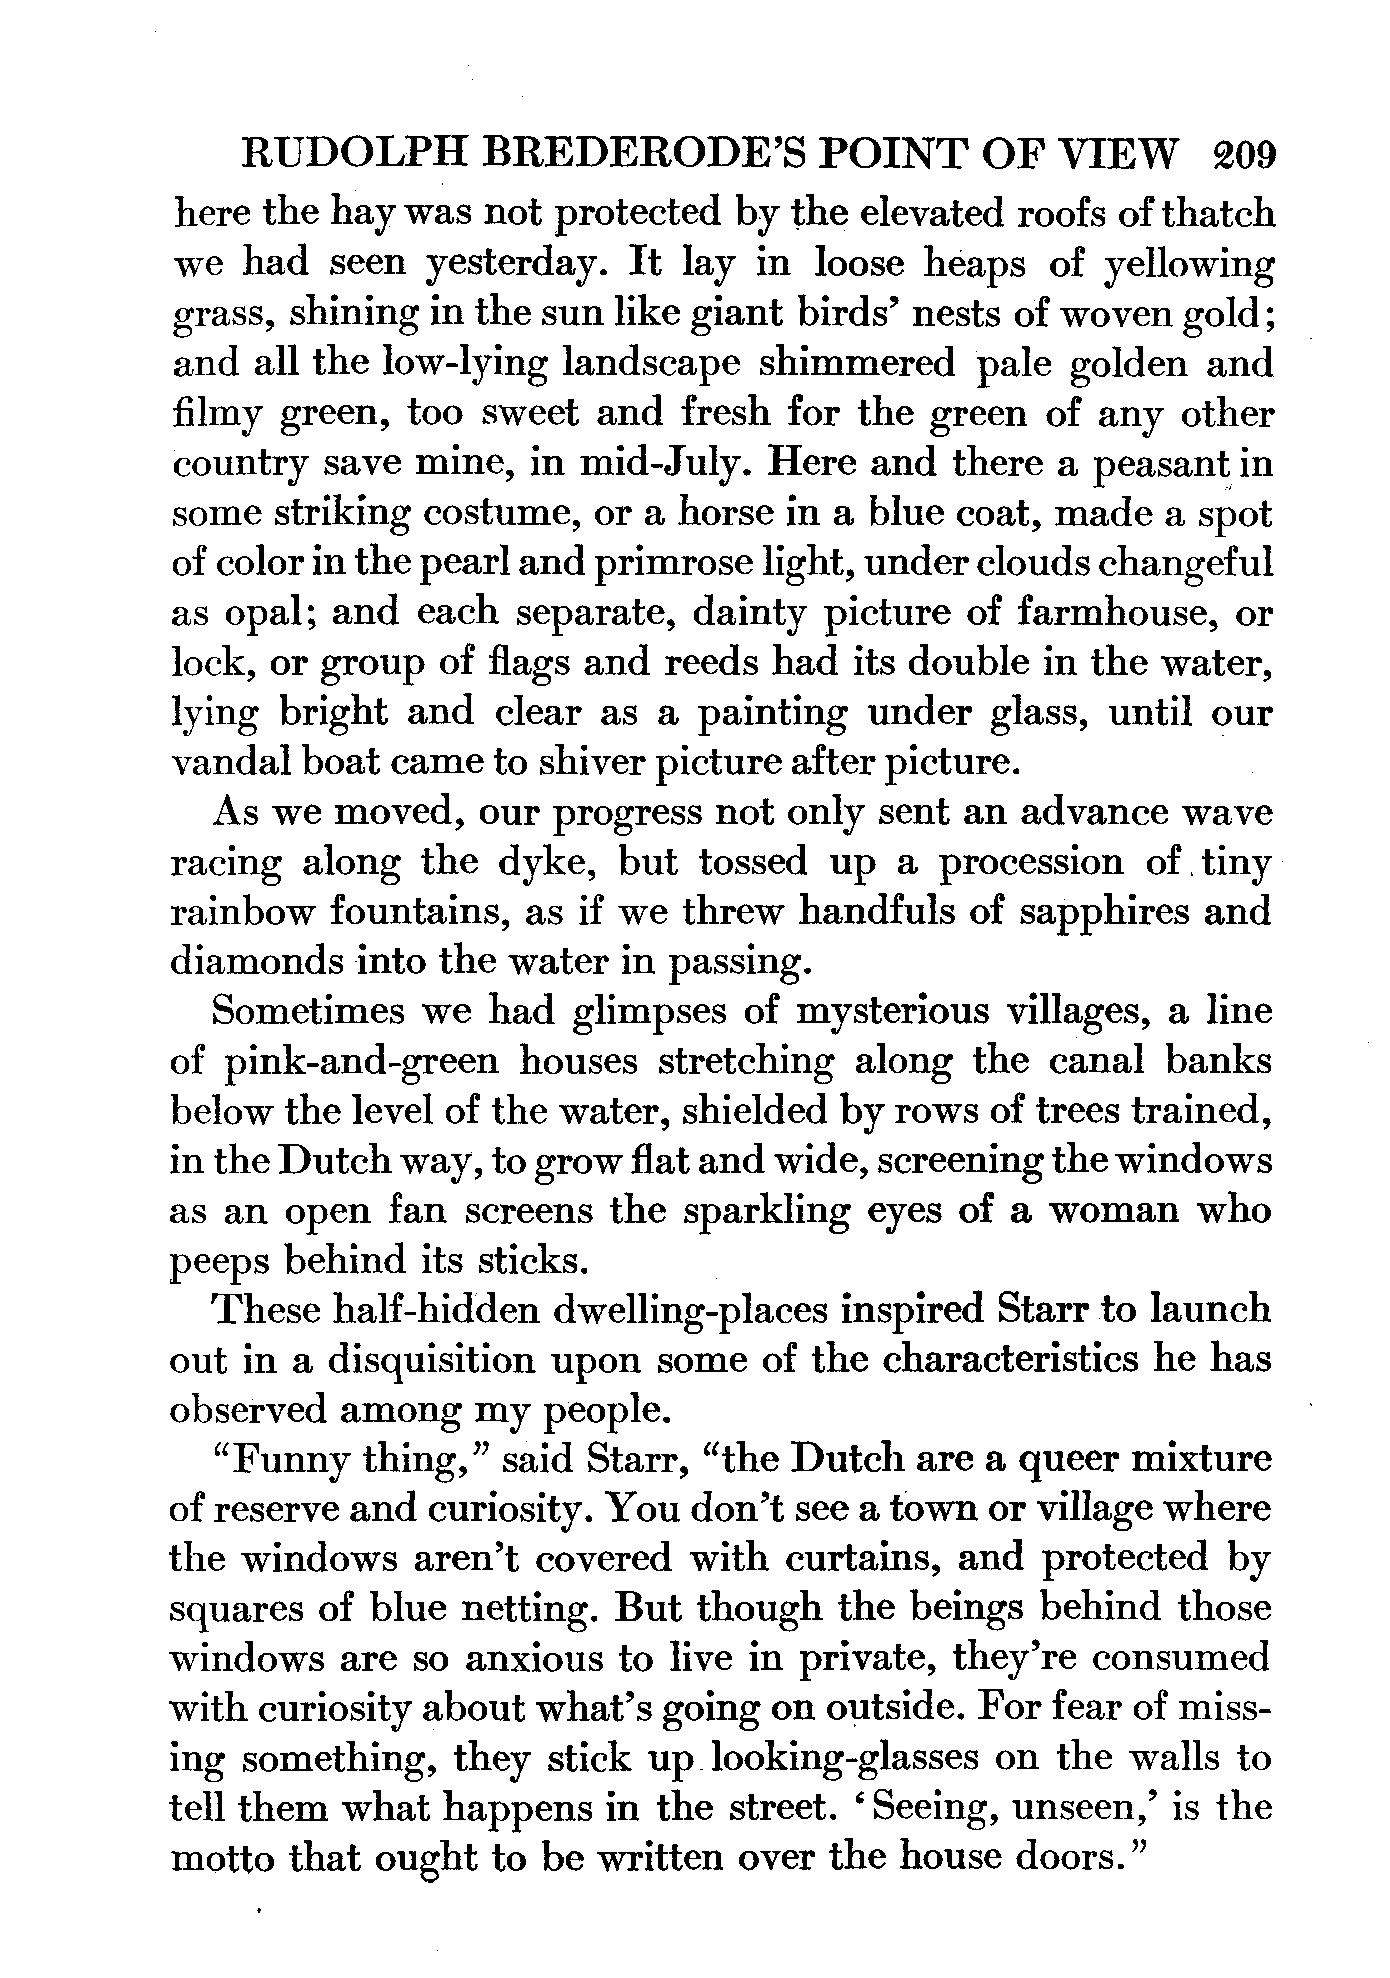 RUDOLPH BREDERODE'S POINT OF VIEW 209
here the hay was not protected by the elevated roofs of thatch
we had seen yesterday. It lay in loose heaps of yellowing
grass, shining in the sun like giant birds' nests of woven gold;
and all the low-lying landscape shimmered pale golden and
filmy green, too sweet and fresh for the green of any other
country save mine, in mid-July. Here and there a peasant in
some striking costume, or a horse in a blue coat, made a spot
of color in the pearl and primrose light, under clouds changeful
as opal; and each separate, dainty picture of farmhouse, or
lock, or group of flags and reeds had its double in the water,
lying bright and clear as a painting under glass, until our
vandal boat came to shiver picture after picture.
As we moved, our progress not only sent an advance wave
racing along the dyke, but tossed up a procession of tiny
rainbow fountains, as if we threw handfuls of sapphires and
diamonds into the water in passing.
Sometimes we had glimpses of mysterious villages, a line
of pink-and-green houses stretching along the canal banks
below the level of the water, shielded by rows of trees trained,
in the Dutch way, to grow flat and wide, screening the windows
as an open fan screens the sparkling eyes of a woman who
peeps behind its sticks.
These half-hidden dwelling-places inspired Starr to launch
out in a disquisition upon some of the characteristics he has
observed among my people.
"Funny thing," said Starr, "the Dutch are a queer mixture
of reserve and curiosity. You don't see a town or village where
the windows aren't covered with curtains, and protected by
squares of blue netting. But though the beings behind those
windows are so anxious to live in private, they're consumed
with curiosity about what's going on outside. For fear of miss-
ing something, they stick up looking-glasses on the walls to
tell them what happens in the street. 'Seeing, unseen,' is the
motto that ought to be written over the house doors."